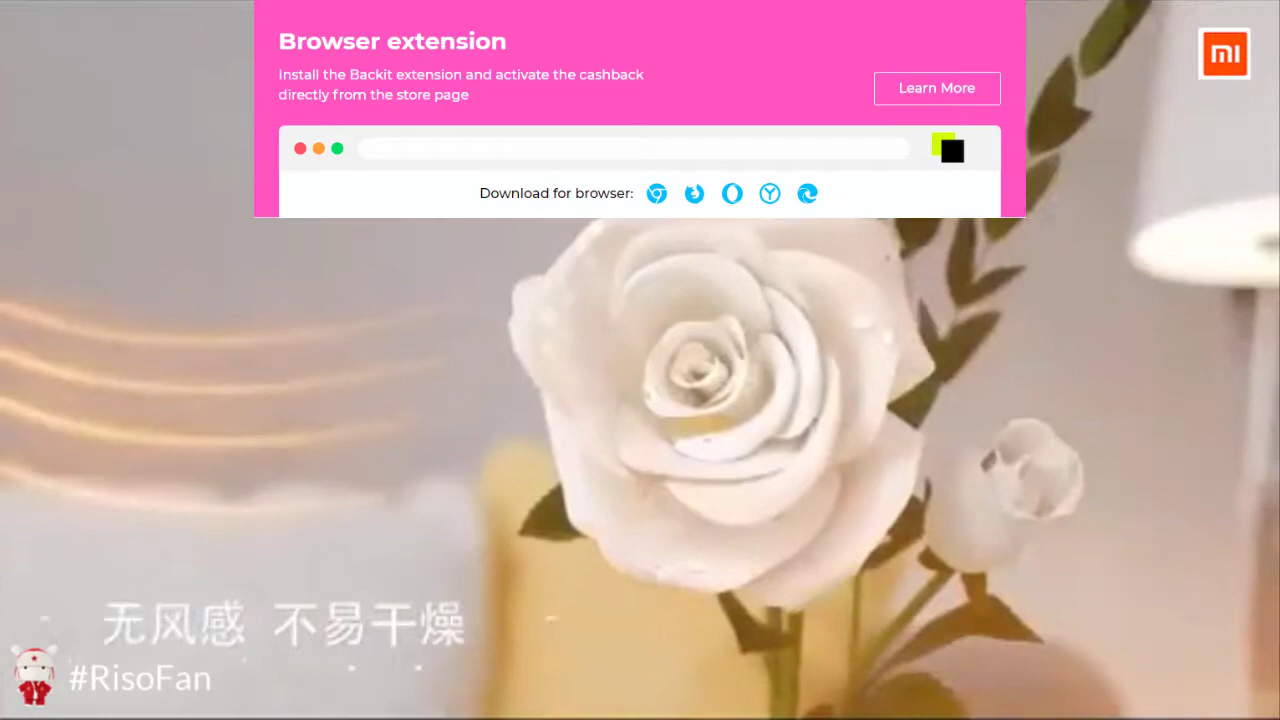 Browser extension
Install the Backit extension and activate the cashback
directly from the store page
Learn More
Download for browser:
mi
无风感 不易干燥
#RisoFan